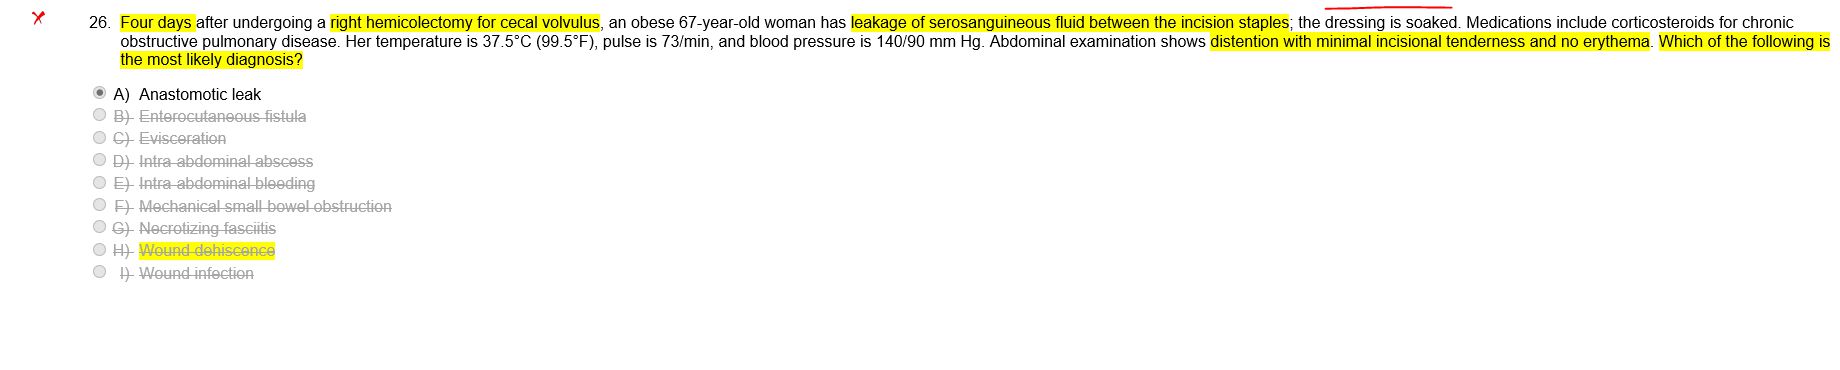 26. Four days after undergoing a right hemicolectomy for cecal volvulus, an obese 67-year-old woman has leakage of serosanguineous fluid between the incision staples; the dressing is soaked. Medications include corticosteroids for chronic
obstructive pulmonary disease. Her temperature is 37.5°C (99.5°F), pulse is 73/min, and blood pressure is 140/90 mm Hg. Abdominal examination shows distention with minimal incisional tenderness and no erythema. Which of the following is
the most likely diagnosis?
A) Anastomotic leak
B) Enterocutaneous fistula
C) Evisceration
D) Intra abdominal abscess
E) Intra abdominal bleeding
F) Mechanical small bowel obstruction
G) Necrotizing fasciitis
H) Wound dehiscence
I) Wound infection